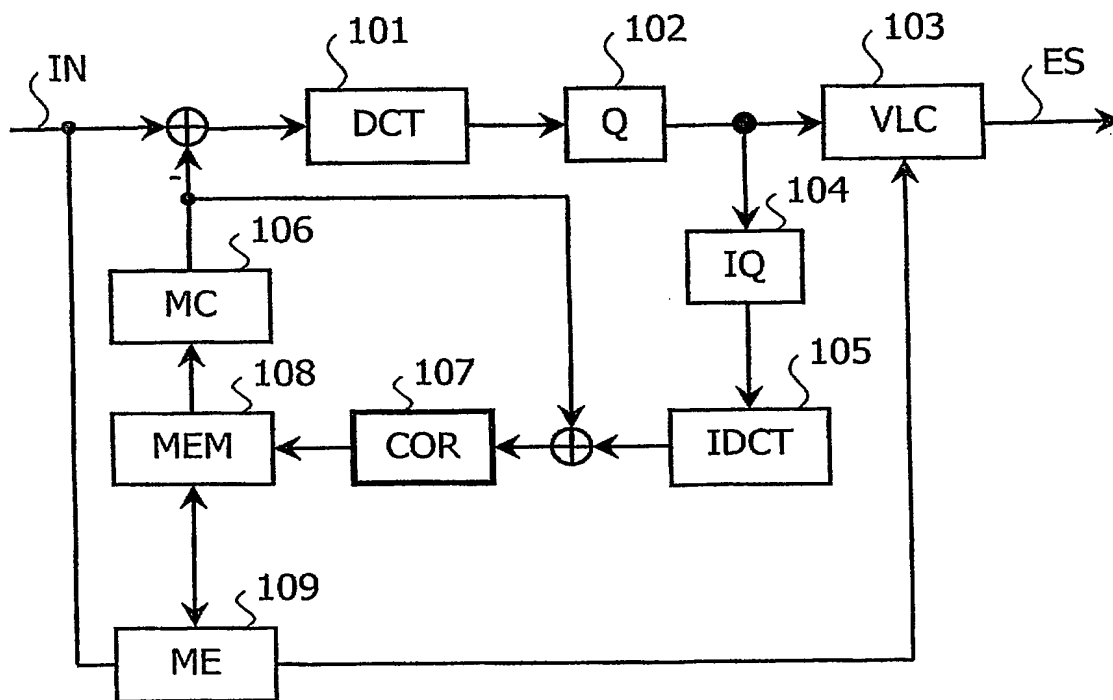 101
102
103
IN
ES
DCT
Q
VLC
-
104
106
IQ
MC
105
108
107
MEM
COR
IDCT
109
ME